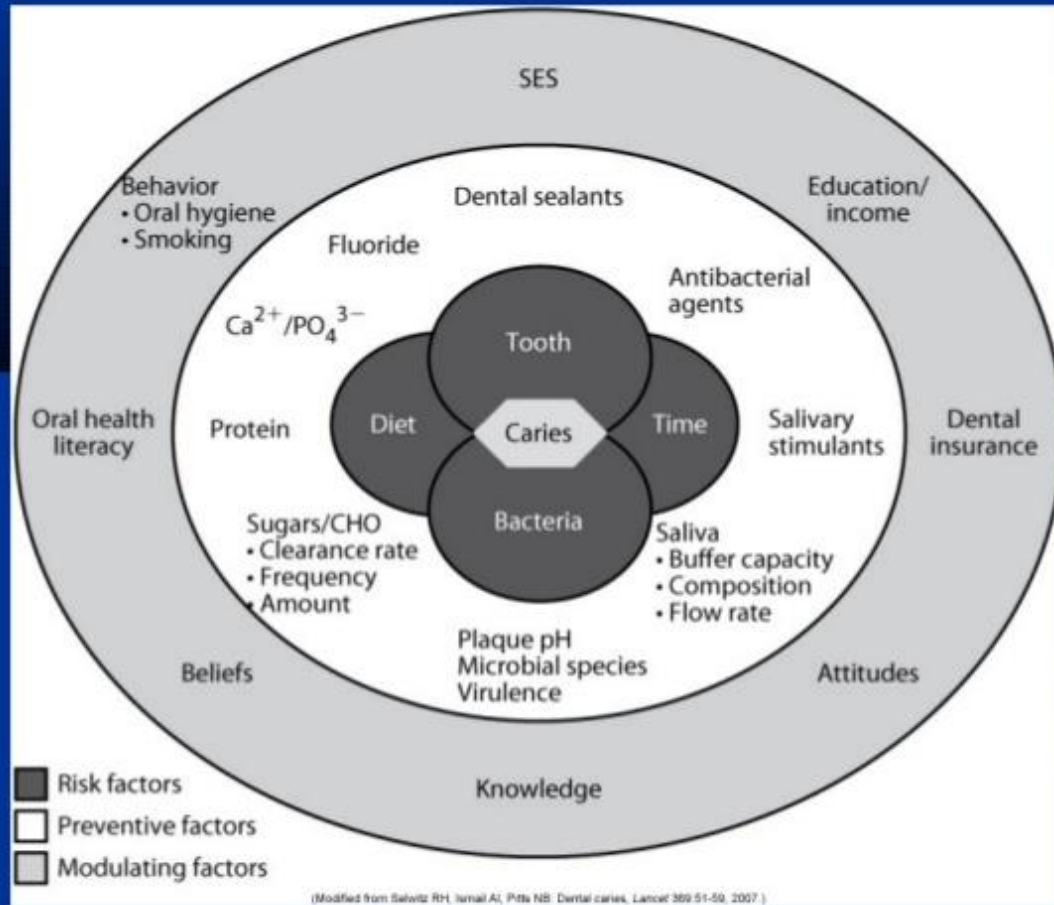 SES
Behavior
• Oral hygiene
• Smoking
Education/
income
Dental sealants
Fluoride
Antibacterial
agents
Ca²⁺/PO₄³⁻
Tooth
Oral health
literacy
Protein
Diet
Caries
Time
Salivary
stimulants
Dental
insurance
Bacteria
Sugars/CHO
• Clearance rate
• Frequency
• Amount
Saliva
• Buffer capacity
• Composition
• Flow rate
Plaque pH
Microbial species
Virulence
Beliefs
Attitudes
Knowledge
Risk factors
Preventive factors
Modulating factors
(Modified from Selwitz RH, Ismail AI, Pitts NB: Dental caries, Lancet 369:51-59, 2007.)